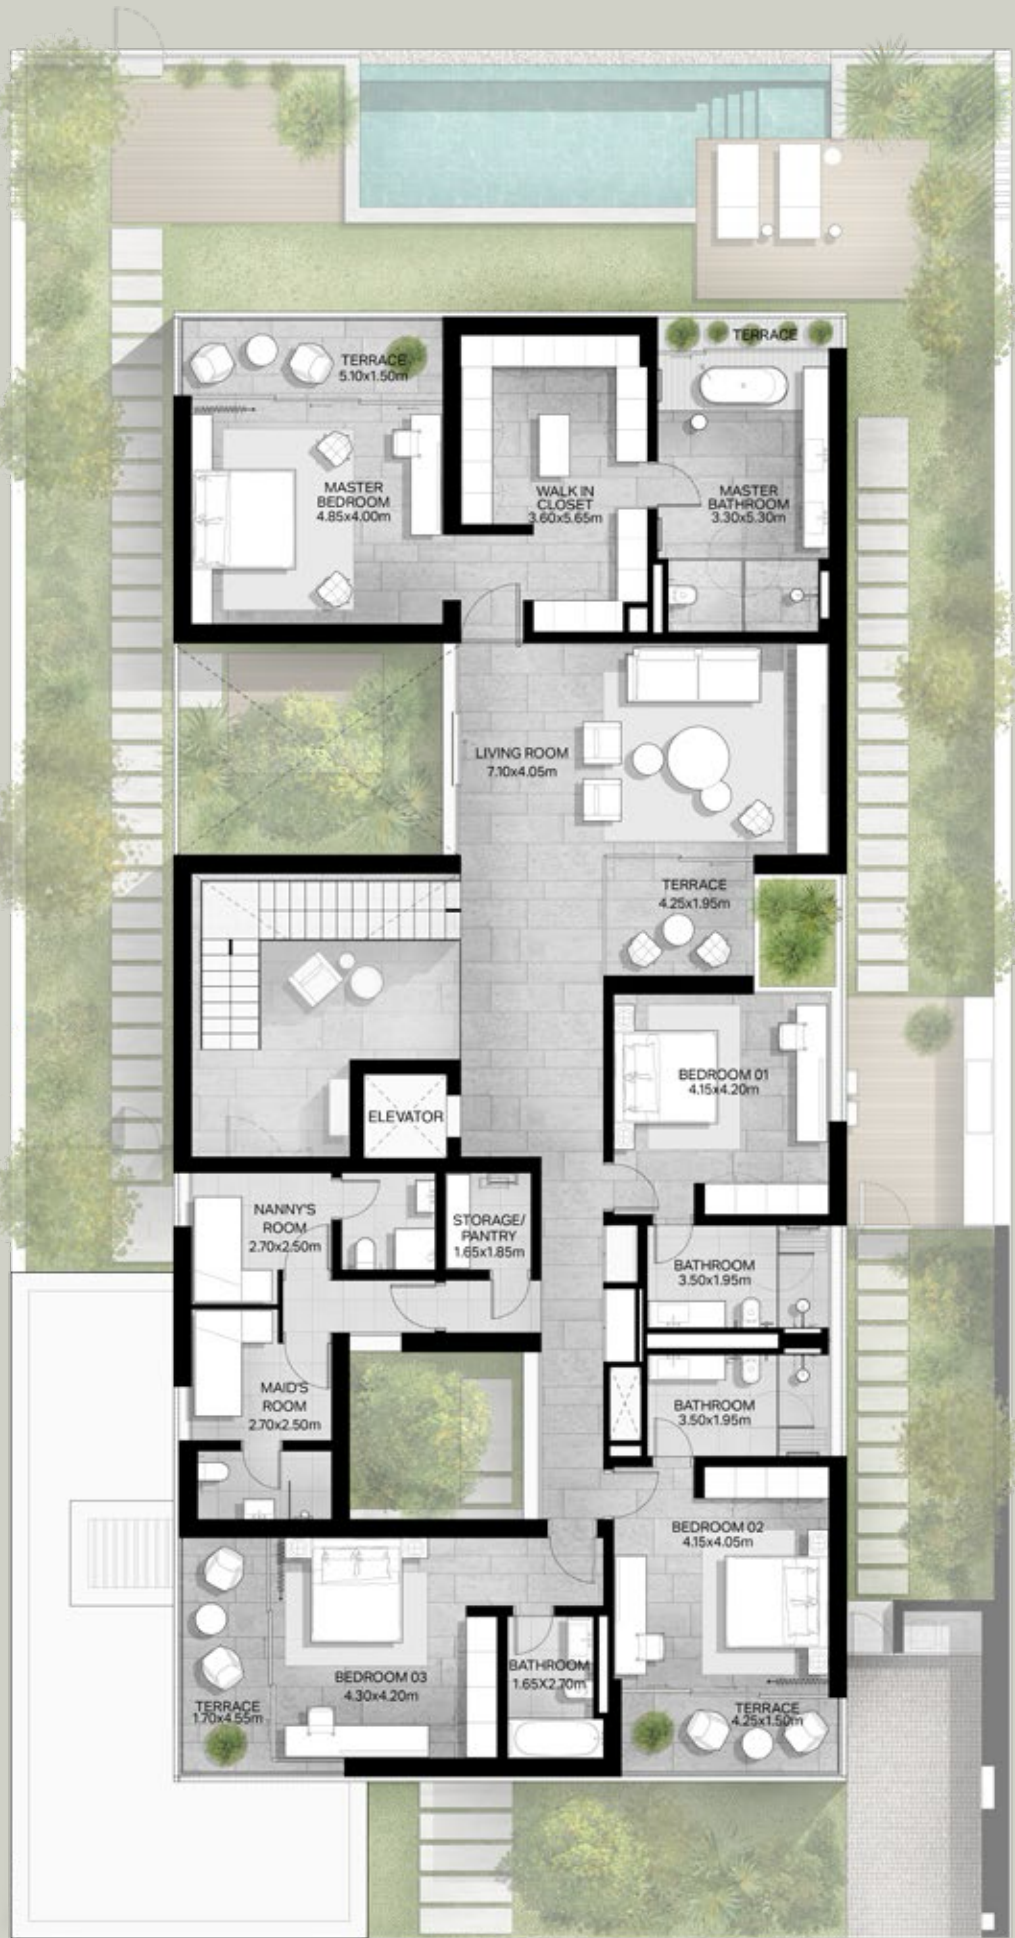 TERRACE
TERRACE
5.10x1.50m
MASTER
BEDROOM
4.85x4.00m
WALK IN
CLOSET
3.60x5.65m
MASTER
BATHROOM
3.30x5.30m
LIVING ROOM
7.10x4.05m
TERRACE
4.25x1.95m
BEDROOM 01
4.15x4.20m
ELEVATOR
NANNY'S
ROOM
2.70x2.50m
STORAGE/
PANTRY
1.65x1.85m
BATHROOM
3.50x1.95m
MAID'S
ROOM
2.70x2.50m
BATHROOM
3.50x1.95m
BEDROOM 02
4.15x4.05m
BEDROOM 03
4.30x4.20m
BATHROOM
1.65X2.70m
TERRACE
1.70x4.55m
TERRACE
4.25x1.50m